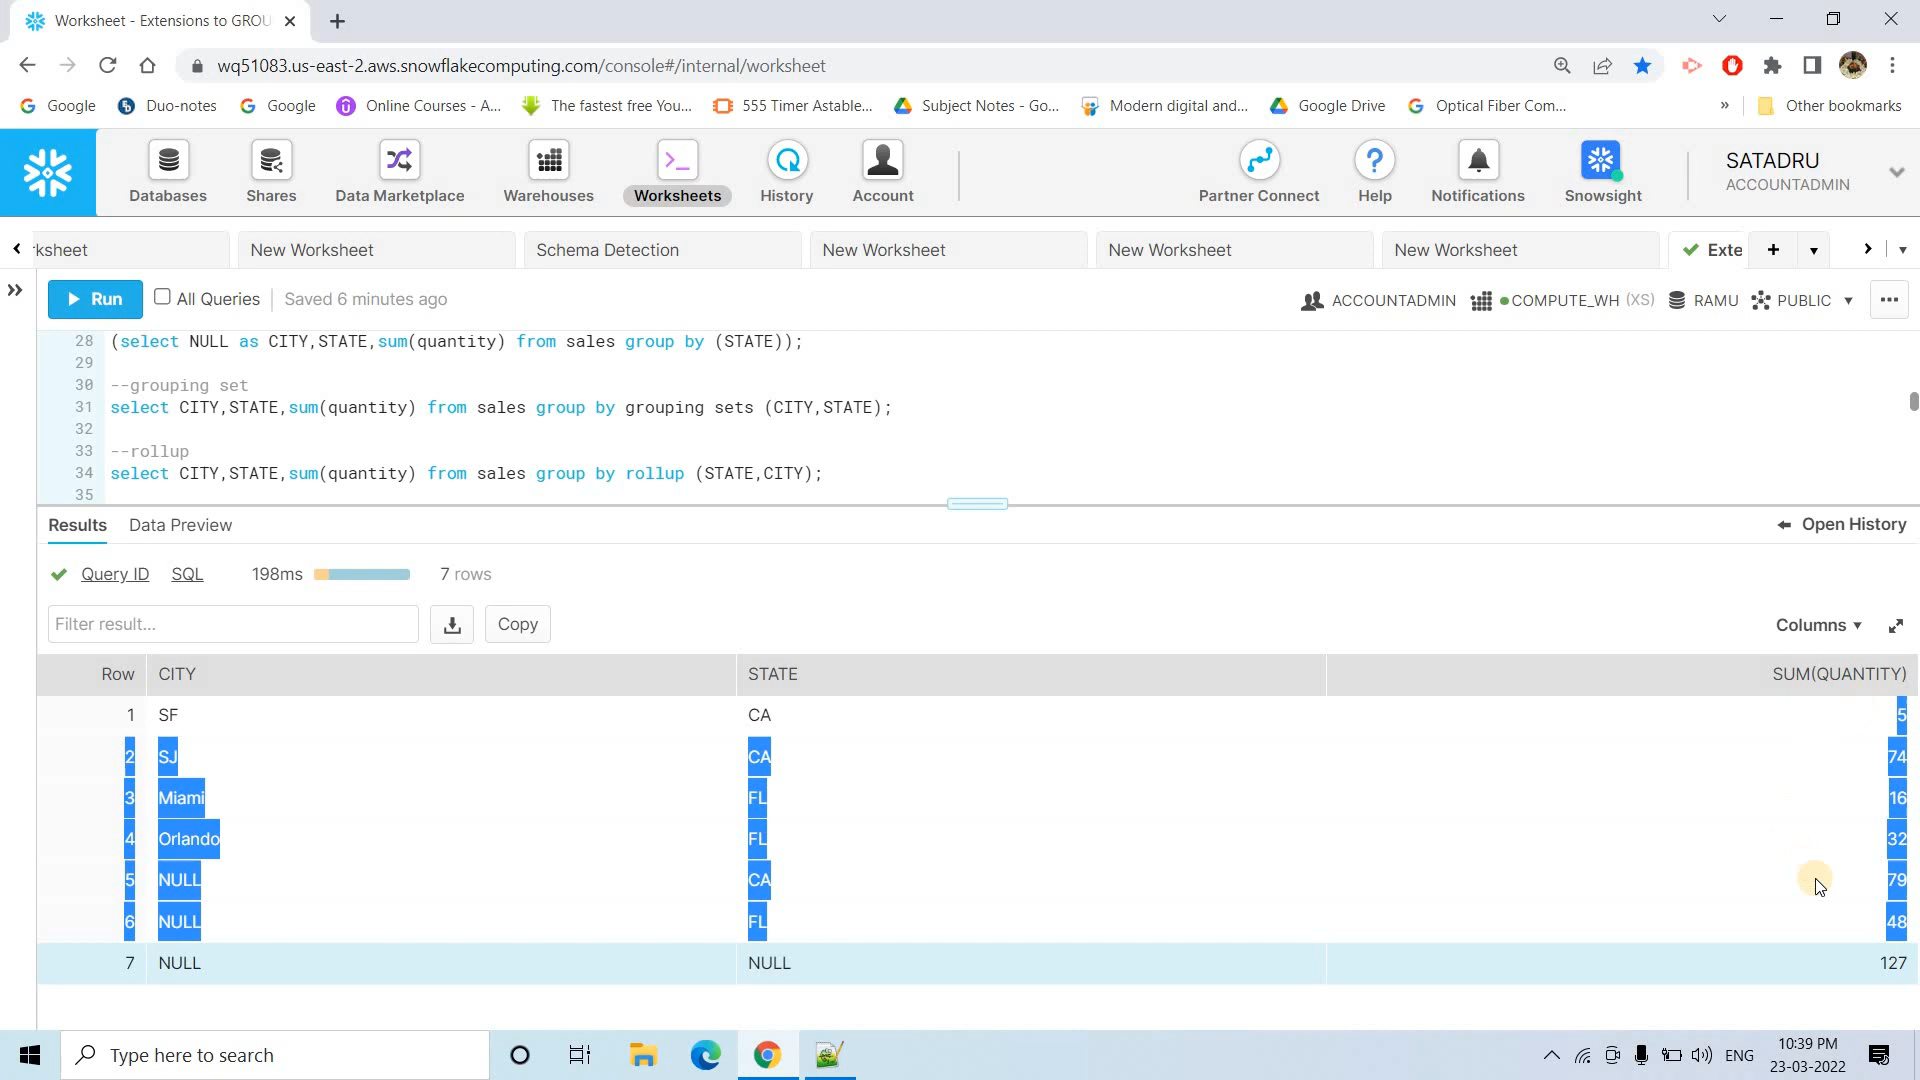 Worksheet - Extensions to GROU
wq51083.us-east-2.aws.snowflakecomputing.com/console#/internal/worksheet
Google Duo-notes Google Online Courses - A... The fastest free You... 555 Timer Astable... Subject Notes - Go... Modern digital and... Google Drive Optical Fiber Com... » Other bookmarks
Databases Shares Data Marketplace Warehouses Worksheets History Account Partner Connect Help Notifications Snowsight
SATADRU
ACCOUNTADMIN
rksheet New Worksheet Schema Detection New Worksheet New Worksheet New Worksheet Exte
Run All Queries Saved 6 minutes ago ACCOUNTADMIN COMPUTE_WH (XS) RAMU PUBLIC
28 (select NULL as CITY,STATE,sum(quantity) from sales group by (STATE));
29
30 --grouping set
31 select CITY,STATE,sum(quantity) from sales group by grouping sets (CITY,STATE);
32
33 --rollup
34 select CITY,STATE,sum(quantity) from sales group by rollup (STATE,CITY);
35
Results Data Preview Open History
Query ID SQL 198ms 7 rows
Filter result... Copy Columns
Row CITY STATE SUM(QUANTITY)
1 SF CA 5
2 SJ CA 74
3 Miami FL 16
4 Orlando FL 32
5 NULL CA 79
6 NULL FL 48
7 NULL NULL 127
Type here to search ENG
10:39 PM
23-03-2022